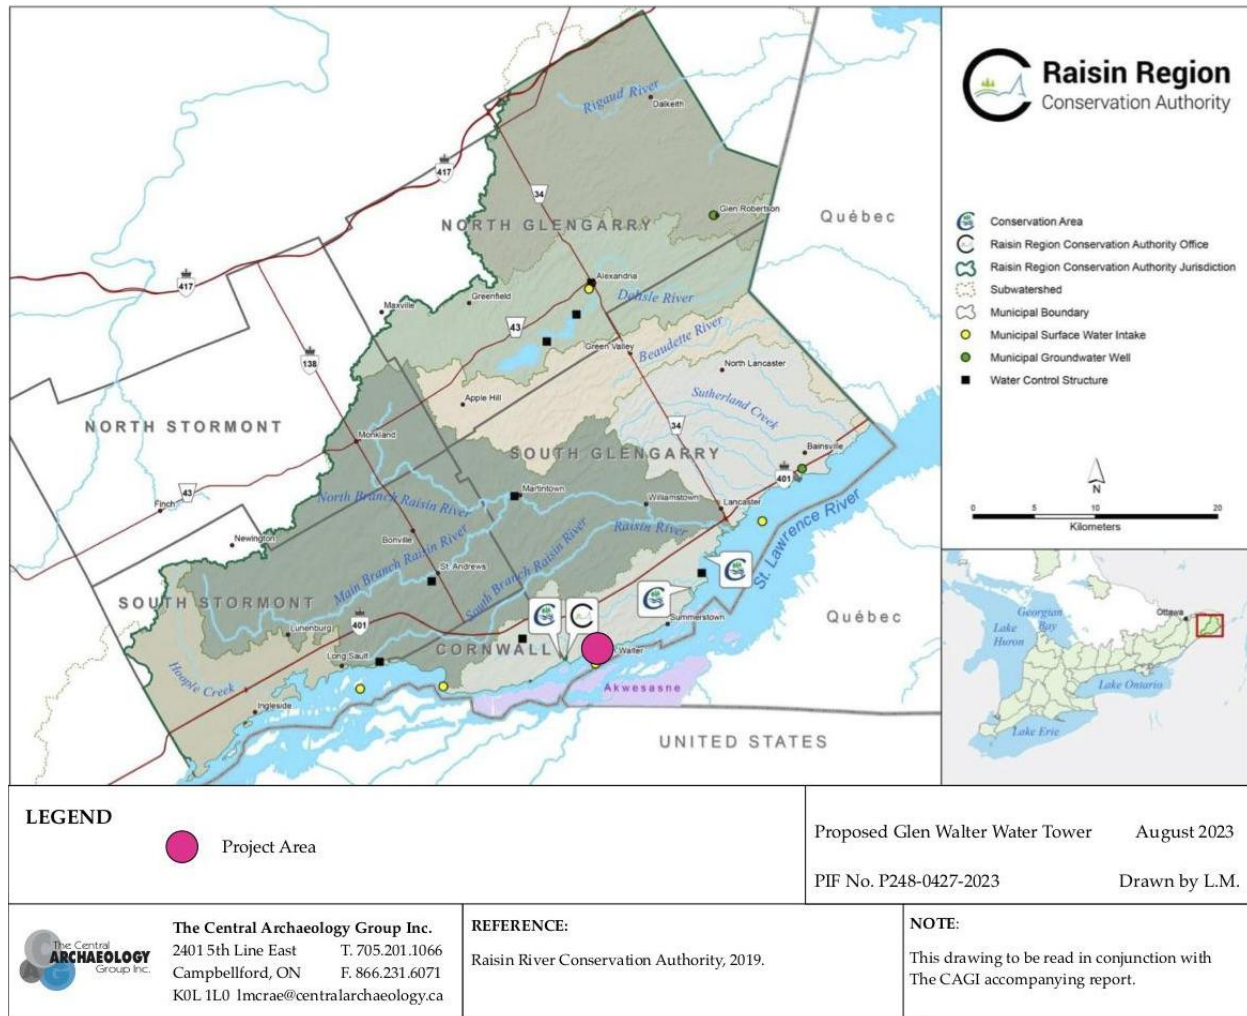 Raisin Region
Conservation Authority
Conservation Area
Raisin Region Conservation Authority Office
Raisin Region Conservation Authority Jurisdiction
Subwatershed
Municipal Boundary
Municipal Surface Water Intake
Municipal Groundwater Well
Water Control Structure
N
0 5 10 20
Kilometers
Rigaud River
Dalkeith
417
34
Glen Robertson
Québec
NORTH GLENGARRY
417
Alexandria
Greenfield
Delisle River
Maxville
43
Beaudette River
Green Valley
138
North Lancaster
Apple Hill
Sutherland Creek
NORTH STORMONT
34
Monkland
SOUTH GLENGARRY
Bainsville
401
43
Finch
North Branch Raisin River
Martintown
Williamstown
Lancaster
Raisin River
St. Lawrence River
Newington
Bonville
Main Branch Raisin River
St. Andrews
South Branch Raisin River
SOUTH STORMONT
401
Lunenburg
Summerstown
Québec
CORNWALL
Walter
Long Sault
Hoople Creek
Akwesasne
Ingleside
UNITED STATES
Ottawa
Georgian
Bay
Lake
Huron
Lake Ontario
Lake Erie
LEGEND
Project Area
Proposed Glen Walter Water Tower August 2023
PIF No. P248-0427-2023 Drawn by L.M.
CAG
The Central
ARCHAEOLOGY
Group Inc.
The Central Archaeology Group Inc.
2401 5th Line East T. 705.201.1066
Campbellford, ON F. 866.231.6071
K0L 1L0 lmcrae@centralarchaeology.ca
REFERENCE:
Raisin River Conservation Authority, 2019.
NOTE:
This drawing to be read in conjunction with
The CAGI accompanying report.